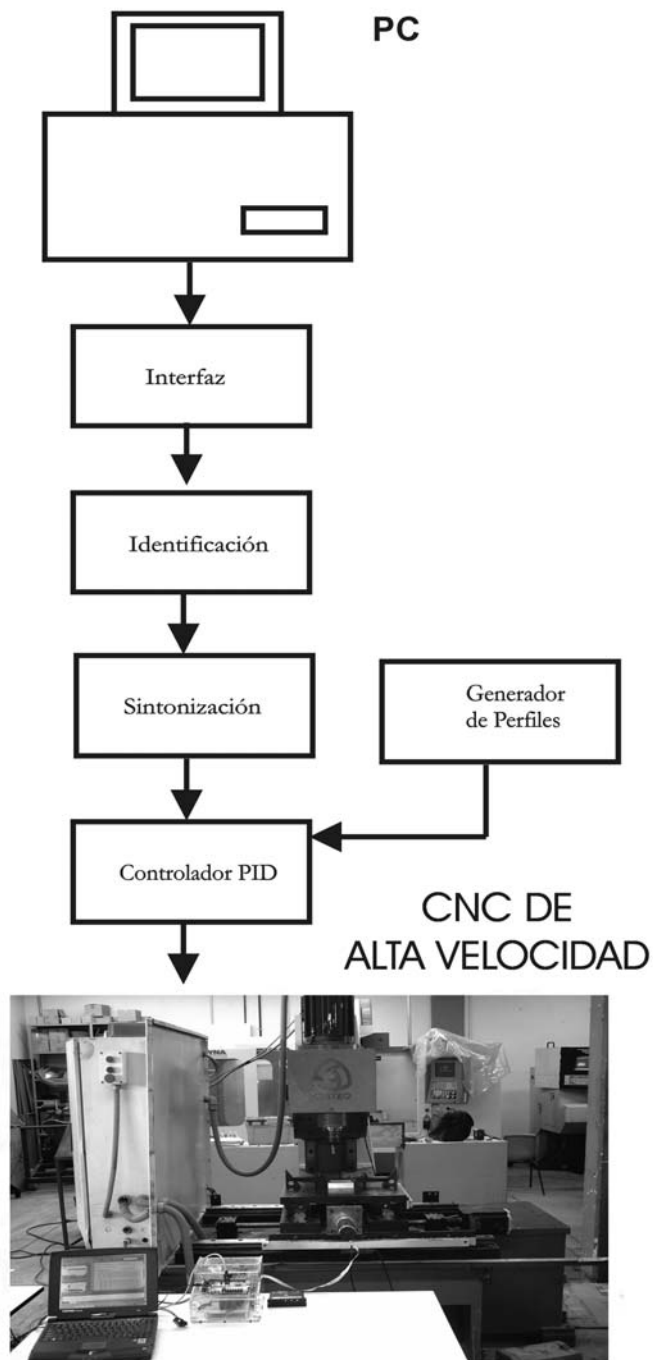 PC
Interfaz
Identificación
Sintonización
Generador
de Perfiles
Controlador PID
CNC DE
ALTA VELOCIDAD